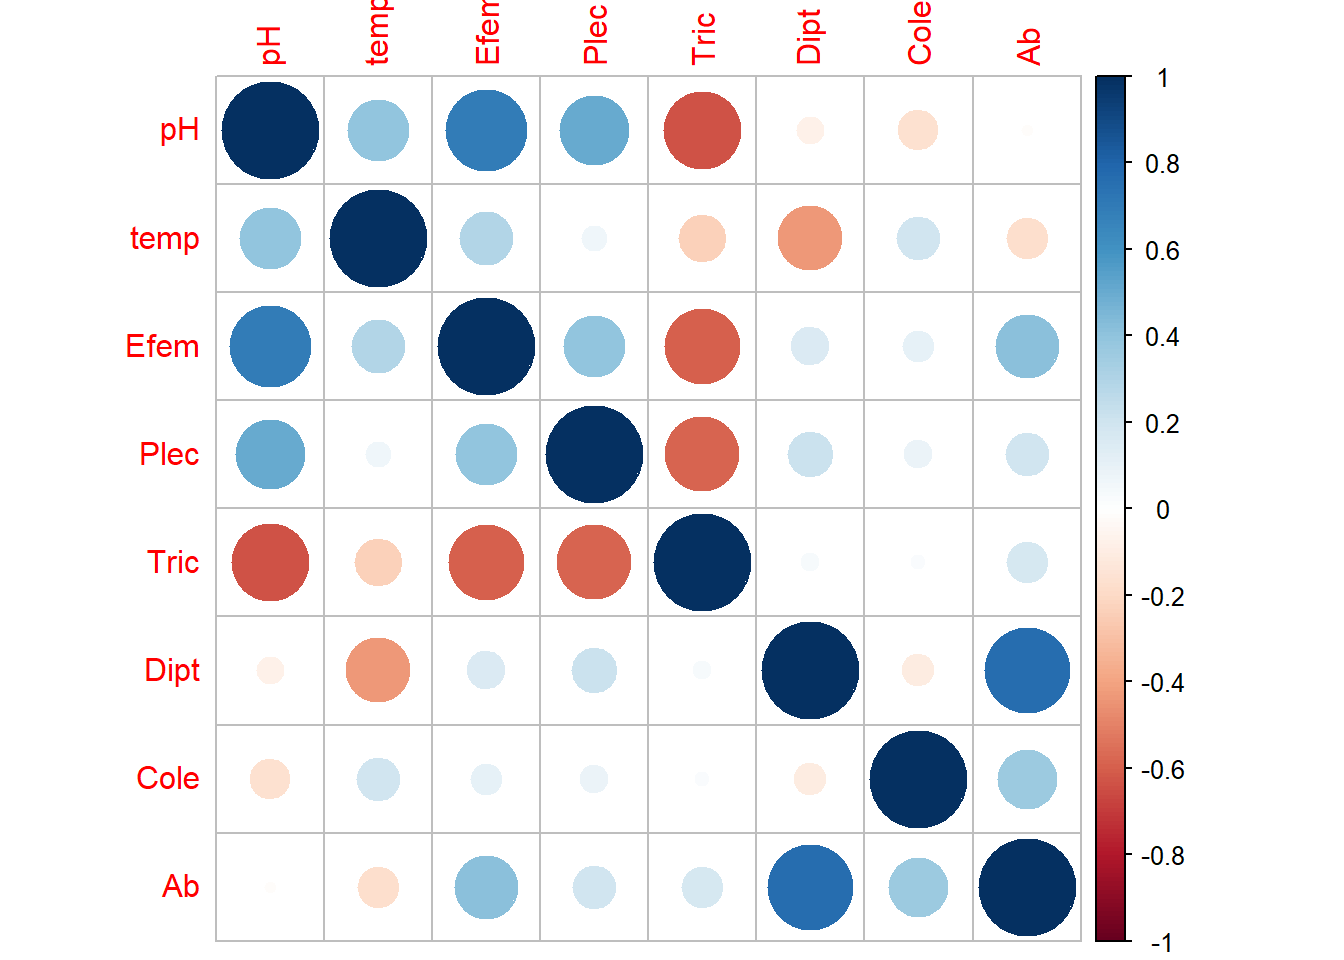 pH temp Efem Plec Tric Dipt Cole Ab
pH
temp
Efem
Plec
Tric
Dipt
Cole
Ab
1
0.8
0.6
0.4
0.2
0
-0.2
-0.4
-0.6
-0.8
-1